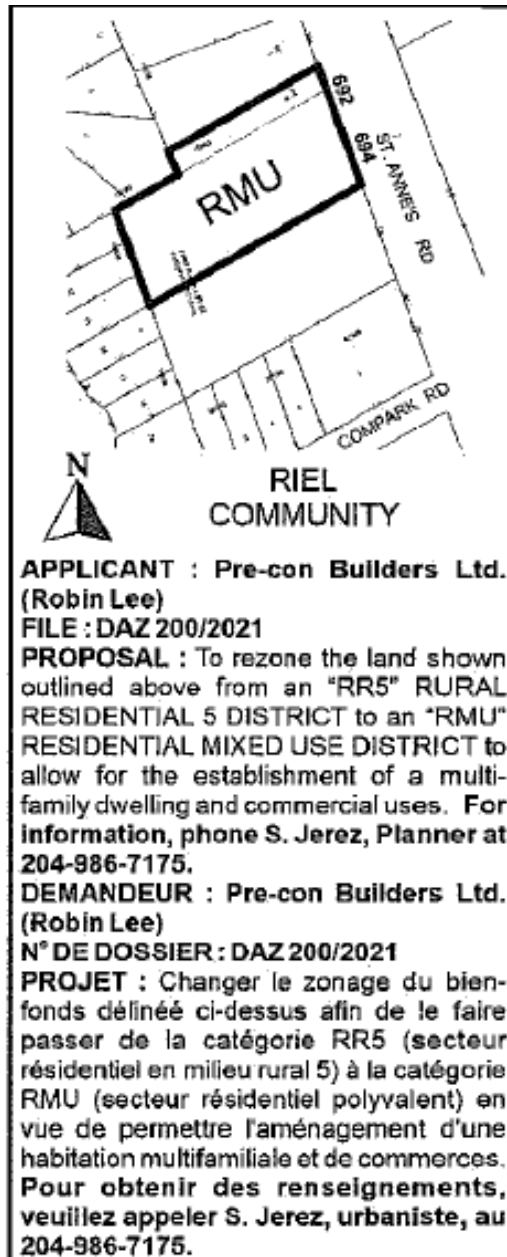 692
694
ST. ANNE'S RD
RMU
COMPARK RD
N
RIEL
COMMUNITY
APPLICANT : Pre-con Builders Ltd.
(Robin Lee)
FILE : DAZ 200/2021
PROPOSAL : To rezone the land shown
outlined above from an "RR5" RURAL
RESIDENTIAL 5 DISTRICT to an "RMU"
RESIDENTIAL MIXED USE DISTRICT to
allow for the establishment of a multi-
family dwelling and commercial uses. For
information, phone S. Jerez, Planner at
204-986-7175.
DEMANDEUR : Pre-con Builders Ltd.
(Robin Lee)
N° DE DOSSIER : DAZ 200/2021
PROJET : Changer le zonage du bien-
fonds délinéé ci-dessus afin de le faire
passer de la catégorie RR5 (secteur
résidentiel en milieu rural 5) à la catégorie
RMU (secteur résidentiel polyvalent) en
vue de permettre l'aménagement d'une
habitation multifamiliale et de commerces.
Pour obtenir des renseignements,
veuillez appeler S. Jerez, urbaniste, au
204-986-7175.